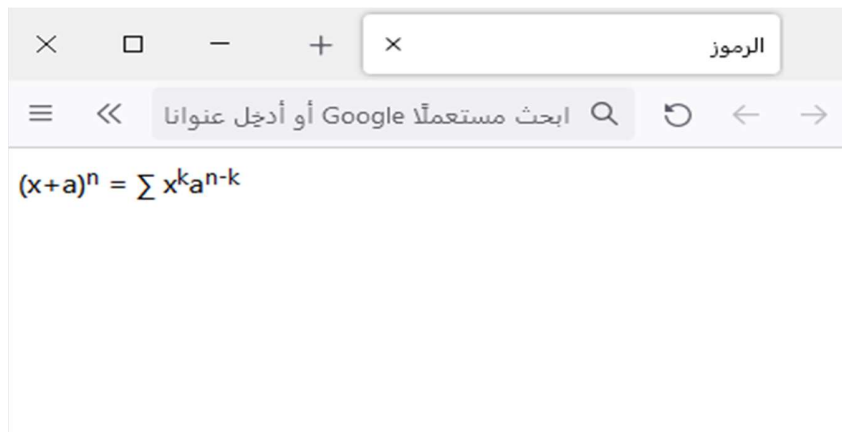 الرموز
ابحث مستعملًا Google أو أدخِل عنوانا
(x+a)ⁿ = ∑ xᵏaⁿ⁻ᵏ